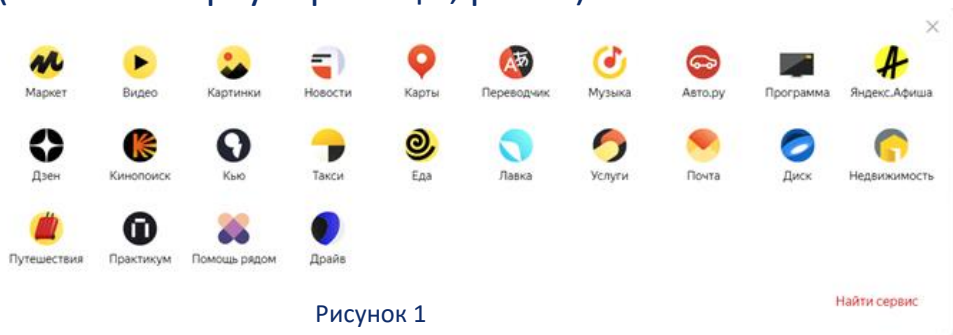 Маркет Видео Картинки Новости Карты Переводчик Музыка Авто.ру Программа Яндекс.Афиша
Дзен Кинопоиск Кью Такси Еда Лавка Услуги Почта Диск Недвижимость
Путешествия Практикум Помощь рядом Драйв
Найти сервис
Рисунок 1